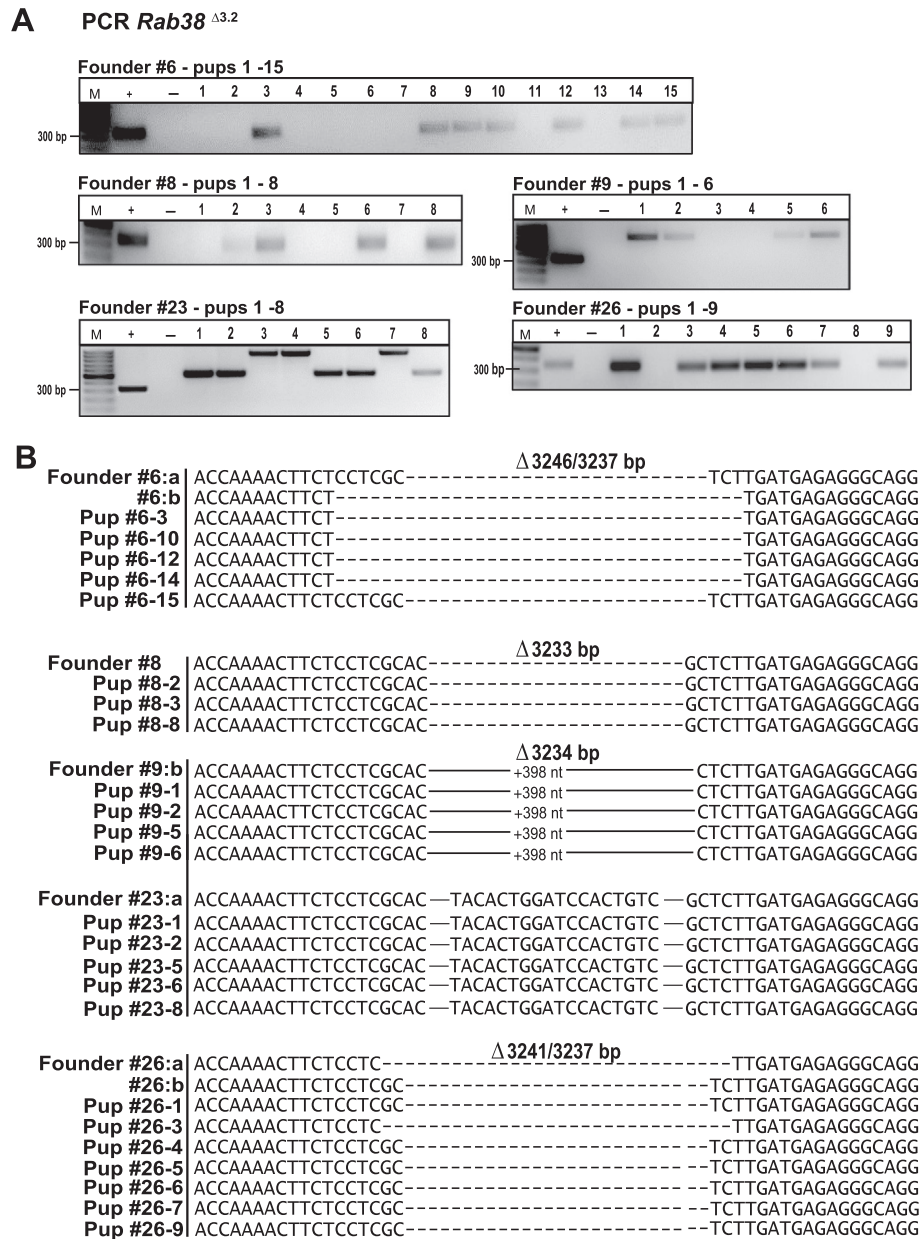 A PCR Rab38 Δ3.2
Founder #6 - pups 1 -15
M + – 1 2 3 4 5 6 7 8 9 10 11 12 13 14 15
300 bp
Founder #8 - pups 1 - 8
M + – 1 2 3 4 5 6 7 8
300 bp
Founder #9 - pups 1 - 6
M + – 1 2 3 4 5 6
300 bp
Founder #23 - pups 1 -8
M + – 1 2 3 4 5 6 7 8
300 bp
Founder #26 - pups 1 -9
M + – 1 2 3 4 5 6 7 8 9
300 bp
B
Δ3246/3237 bp
Founder #6:a ACCAAAACTTCTCCTCGC TCTTGATGAGAGGGCAGG
#6:b ACCAAAACTTCT TGATGAGAGGGCAGG
Pup #6-3 ACCAAAACTTCT TGATGAGAGGGCAGG
Pup #6-10 ACCAAAACTTCT TGATGAGAGGGCAGG
Pup #6-12 ACCAAAACTTCT TGATGAGAGGGCAGG
Pup #6-14 ACCAAAACTTCT TGATGAGAGGGCAGG
Pup #6-15 ACCAAAACTTCTCCTCGC TCTTGATGAGAGGGCAGG
Δ3233 bp
Founder #8 ACCAAAACTTCTCCTCGCAC GCTCTTGATGAGAGGGCAGG
Pup #8-2 ACCAAAACTTCTCCTCGCAC GCTCTTGATGAGAGGGCAGG
Pup #8-3 ACCAAAACTTCTCCTCGCAC GCTCTTGATGAGAGGGCAGG
Pup #8-8 ACCAAAACTTCTCCTCGCAC GCTCTTGATGAGAGGGCAGG
Δ3234 bp
Founder #9:b ACCAAAACTTCTCCTCGCAC +398 nt CTCTTGATGAGAGGGCAGG
Pup #9-1 ACCAAAACTTCTCCTCGCAC +398 nt CTCTTGATGAGAGGGCAGG
Pup #9-2 ACCAAAACTTCTCCTCGCAC +398 nt CTCTTGATGAGAGGGCAGG
Pup #9-5 ACCAAAACTTCTCCTCGCAC +398 nt CTCTTGATGAGAGGGCAGG
Pup #9-6 ACCAAAACTTCTCCTCGCAC +398 nt CTCTTGATGAGAGGGCAGG
Founder #23:a ACCAAAACTTCTCCTCGCAC — TACACTGGATCCACTGTC — GCTCTTGATGAGAGGGCAGG
Pup #23-1 ACCAAAACTTCTCCTCGCAC — TACACTGGATCCACTGTC — GCTCTTGATGAGAGGGCAGG
Pup #23-2 ACCAAAACTTCTCCTCGCAC — TACACTGGATCCACTGTC — GCTCTTGATGAGAGGGCAGG
Pup #23-5 ACCAAAACTTCTCCTCGCAC — TACACTGGATCCACTGTC — GCTCTTGATGAGAGGGCAGG
Pup #23-6 ACCAAAACTTCTCCTCGCAC — TACACTGGATCCACTGTC — GCTCTTGATGAGAGGGCAGG
Pup #23-8 ACCAAAACTTCTCCTCGCAC — TACACTGGATCCACTGTC — GCTCTTGATGAGAGGGCAGG
Δ3241/3237 bp
Founder #26:a ACCAAAACTTCTCCTC TTGATGAGAGGGCAGG
#26:b ACCAAAACTTCTCCTCGC TCTTGATGAGAGGGCAGG
Pup #26-1 ACCAAAACTTCTCCTCGC TCTTGATGAGAGGGCAGG
Pup #26-3 ACCAAAACTTCTCCTC TTGATGAGAGGGCAGG
Pup #26-4 ACCAAAACTTCTCCTCGC TCTTGATGAGAGGGCAGG
Pup #26-5 ACCAAAACTTCTCCTCGC TCTTGATGAGAGGGCAGG
Pup #26-6 ACCAAAACTTCTCCTCGC TCTTGATGAGAGGGCAGG
Pup #26-7 ACCAAAACTTCTCCTCGC TCTTGATGAGAGGGCAGG
Pup #26-9 ACCAAAACTTCTCCTCGC TCTTGATGAGAGGGCAGG